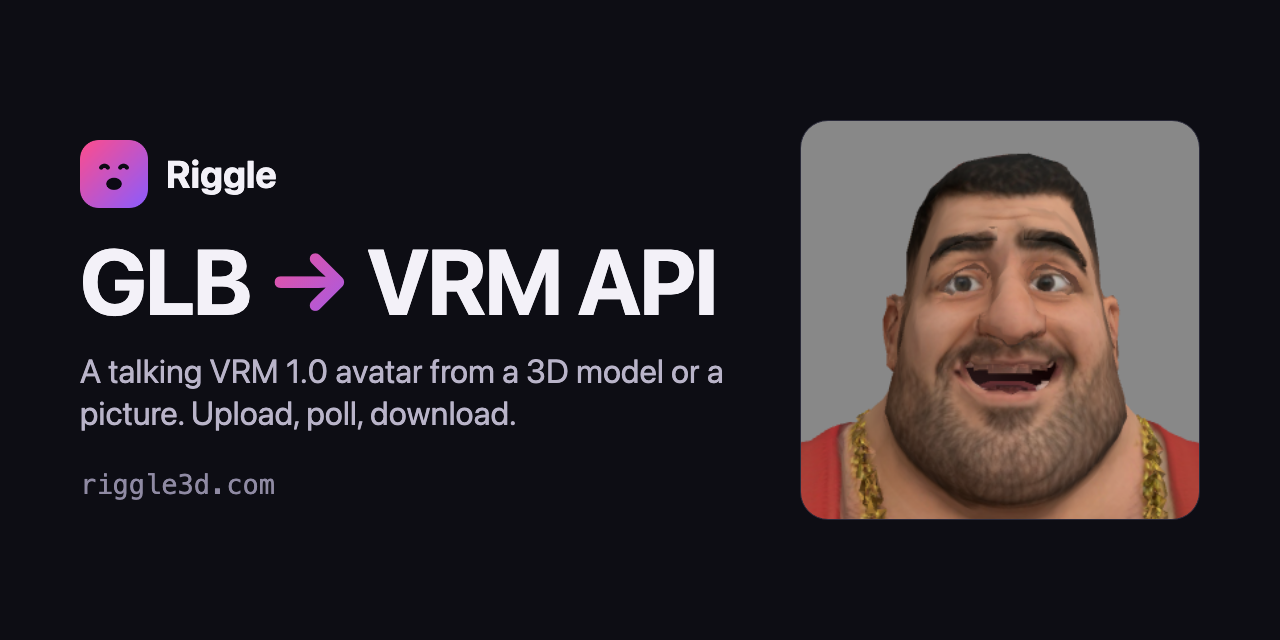 Riggle
GLB → VRM API
A talking VRM 1.0 avatar from a 3D model or a
picture. Upload, poll, download.
riggle3d.com